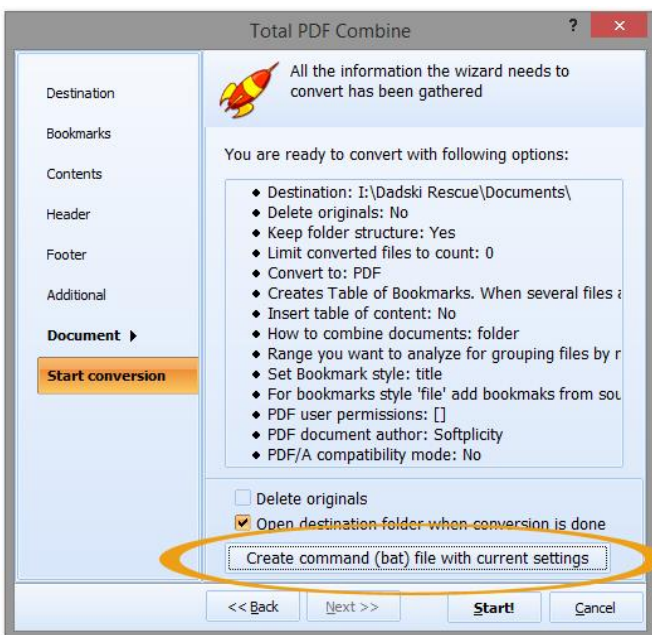 Total PDF Combine
?
Destination
Bookmarks
Contents
Header
Footer
Additional
Document
Start conversion
All the information the wizard needs to
convert has been gathered
You are ready to convert with following options:
Destination: I:\Dadski Rescue\Documents\
Delete originals: No
Keep folder structure: Yes
Limit converted files to count: 0
Convert to: PDF
Creates Table of Bookmarks. When several files
Insert table of content: No
How to combine documents: folder
Range you want to analyze for grouping files by
Set Bookmark style: title
For bookmarks style 'file' add bookmaks from
PDF user permissions: []
PDF document author: Softplicity
PDF/A compatibility mode: No
Delete originals
Open destination folder when conversion is done
Create command (bat) file with current settings
<< Back
Next >>
Start!
Cancel